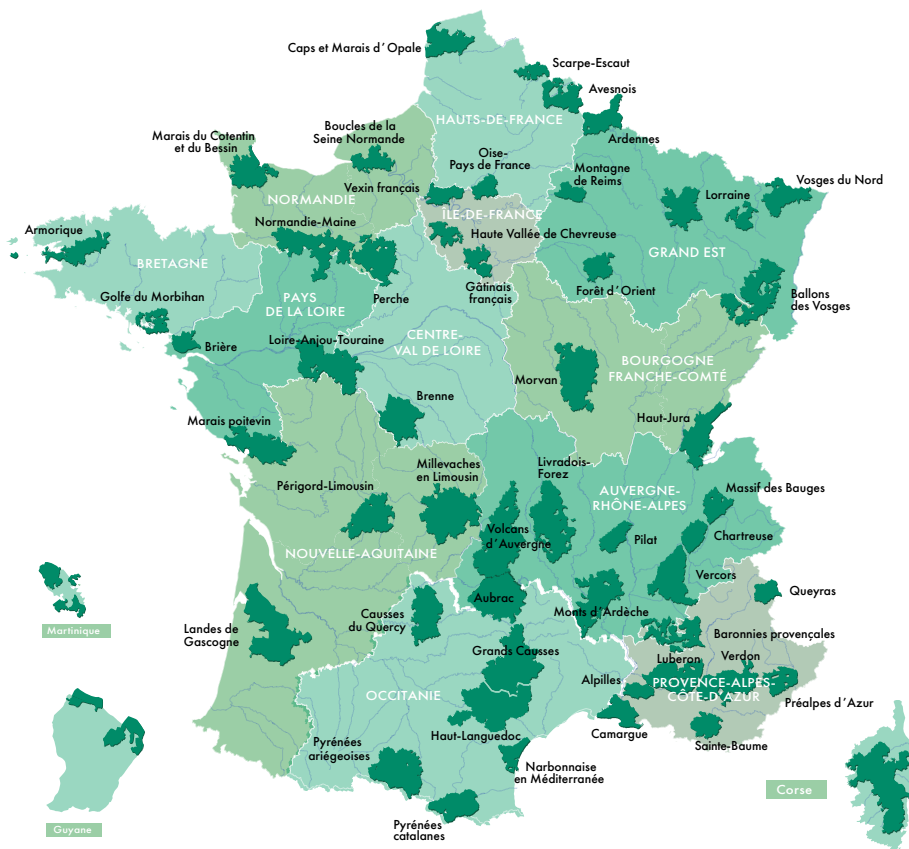 Caps et Marais d'Opale
Scarpe-Escaut
Avesnois
HAUTS-DE-FRANCE
Ardennes
Boucles de la
Seine Normande
Marais du Cotentin
et du Bessin
Oise-
Pays de France
Montagne
de Reims
Vosges du Nord
Vexin français
Lorraine
NORMANDIE
ÎLE-DE-FRANCE
Normandie-Maine
Haute Vallée de Chevreuse
Armorique
GRAND EST
BRETAGNE
Golfe du Morbihan
PAYS
DE LA LOIRE
Perche
Gâtinais
français
Forêt d'Orient
Ballons
des Vosges
Brière
Loire-Anjou-Touraine
CENTRE-
VAL DE LOIRE
BOURGOGNE
FRANCHE-COMTÉ
Morvan
Brenne
Marais poitevin
Haut-Jura
Millevaches
en Limousin
Livradois-
Forez
Périgord-Limousin
AUVERGNE-
RHÔNE-ALPES
Massif des Bauges
Volcans
d'Auvergne
Pilat
Chartreuse
NOUVELLE-AQUITAINE
Vercors
Queyras
Aubrac
Monts d'Ardèche
Martinique
Landes de
Gascogne
Causses
du Quercy
Baronnies provençales
Grands Causses
Luberon
Verdon
Alpilles
PROVENCE-ALPES-
CÔTE-D'AZUR
OCCITANIE
Préalpes d'Azur
Camargue
Haut-Languedoc
Sainte-Baume
Pyrénées
ariégeoises
Narbonnaise
en Méditerranée
Corse
Guyane
Pyrénées
catalanes